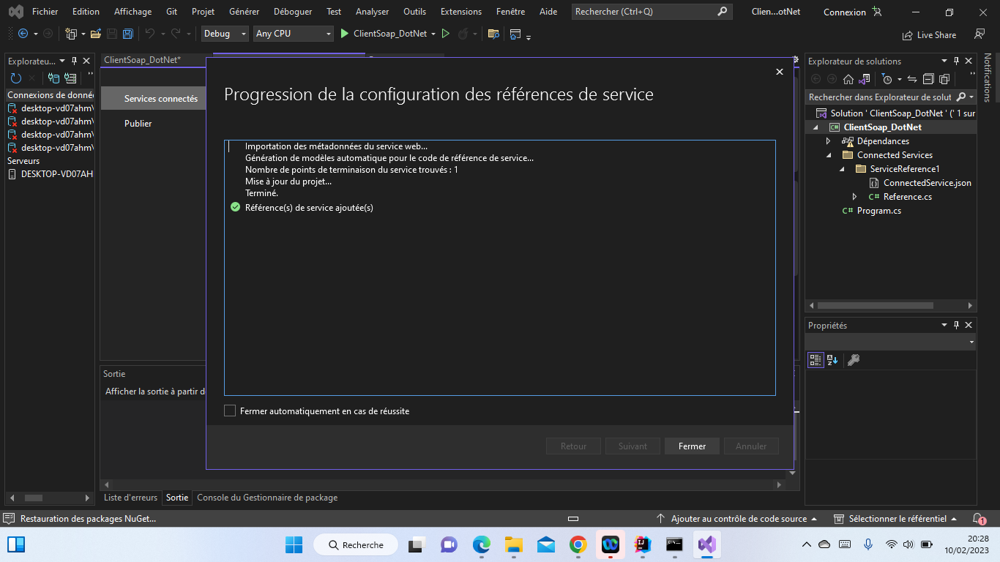 Fichier Edition Affichage Git Projet Générer Déboguer Test Analyser Outils Extensions Fenêtre Aide Rechercher (Ctrl+Q) Clien...otNet Connexion
Debug Any CPU ClientSoap_DotNet Live Share
Explorateu...
Connexions de donnée
desktop-vd07ahm\
desktop-vd07ahm\
desktop-vd07ahm\
desktop-vd07ahm\
Serveurs
DESKTOP-VD07AH
ClientSoap_DotNet*
Services connectés
Publier
Progression de la configuration des références de service
Importation des métadonnées du service web...
Génération de modèles automatique pour le code de référence de service...
Nombre de points de terminaison du service trouvés : 1
Mise à jour du projet...
Terminé.
Référence(s) de service ajoutée(s)
Fermer automatiquement en cas de réussite
Retour Suivant Fermer Annuler
Sortie
Afficher la sortie à partir de
Liste d'erreurs Sortie Console du Gestionnaire de package
Explorateur de solutions
Rechercher dans Explorateur de solut
Solution ' ClientSoap_DotNet ' (' 1 sur
C# ClientSoap_DotNet
Dépendances
Connected Services
ServiceReference1
ConnectedService.json
C# Reference.cs
C# Program.cs
Propriétés
Notifications
Restauration des packages NuGet... Ajouter au contrôle de code source Sélectionner le référentiel 1
Recherche
20:28
10/02/2023